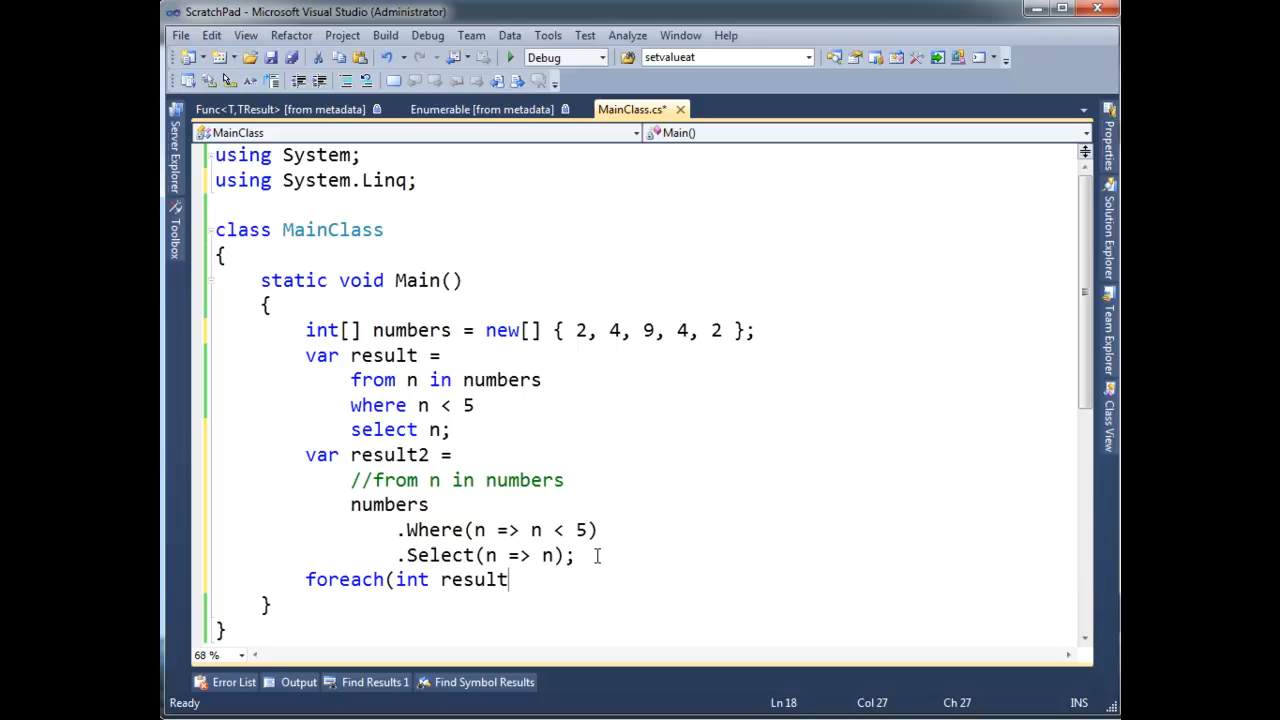 ScratchPad - Microsoft Visual Studio (Administrator)
File Edit View Refactor Project Build Debug Team Data Tools Test Analyze Window Help
Debug setvalueat
Func<T,TResult> [from metadata] Enumerable [from metadata] MainClass.cs*
MainClass Main()
Server Explorer
Toolbox
using System;
using System.Linq;
class MainClass
{
static void Main()
{
int[] numbers = new[] { 2, 4, 9, 4, 2 };
var result =
from n in numbers
where n < 5
select n;
var result2 =
//from n in numbers
numbers
.Where(n => n < 5)
.Select(n => n);
foreach(int result
}
}
Properties
Solution Explorer
Team Explorer
Class View
68 %
Error List Output Find Results 1 Find Symbol Results
Ready Ln 18 Col 27 Ch 27 INS